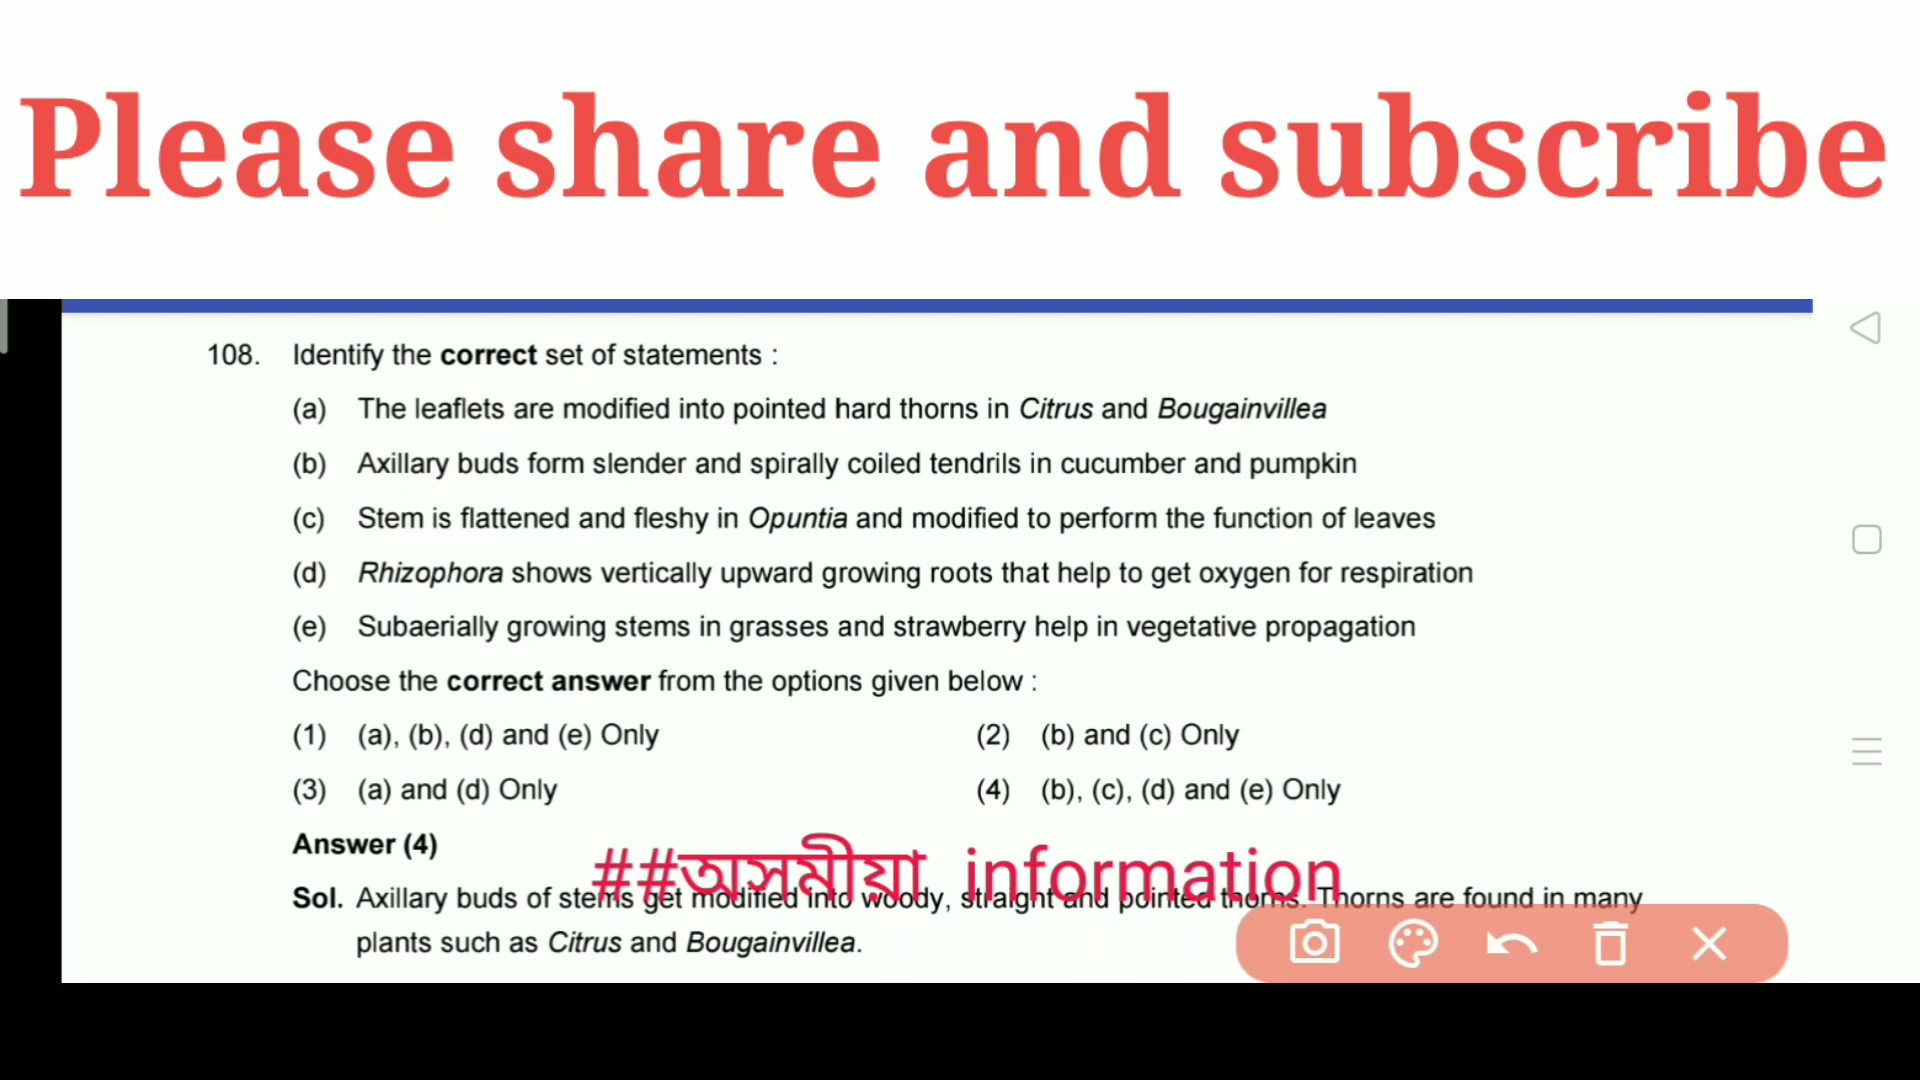 Please share and subscribe
108. Identify the correct set of statements :
(a) The leaflets are modified into pointed hard thorns in Citrus and Bougainvillea
(b) Axillary buds form slender and spirally coiled tendrils in cucumber and pumpkin
(c) Stem is flattened and fleshy in Opuntia and modified to perform the function of leaves
(d) Rhizophora shows vertically upward growing roots that help to get oxygen for respiration
(e) Subaerially growing stems in grasses and strawberry help in vegetative propagation
Choose the correct answer from the options given below :
(1) (a), (b), (d) and (e) Only (2) (b) and (c) Only
(3) (a) and (d) Only (4) (b), (c), (d) and (e) Only
Answer (4)
##অসমীয়া information
Sol. Axillary buds of stems get modified into woody, straight and pointed thorns. Thorns are found in many
plants such as Citrus and Bougainvillea.